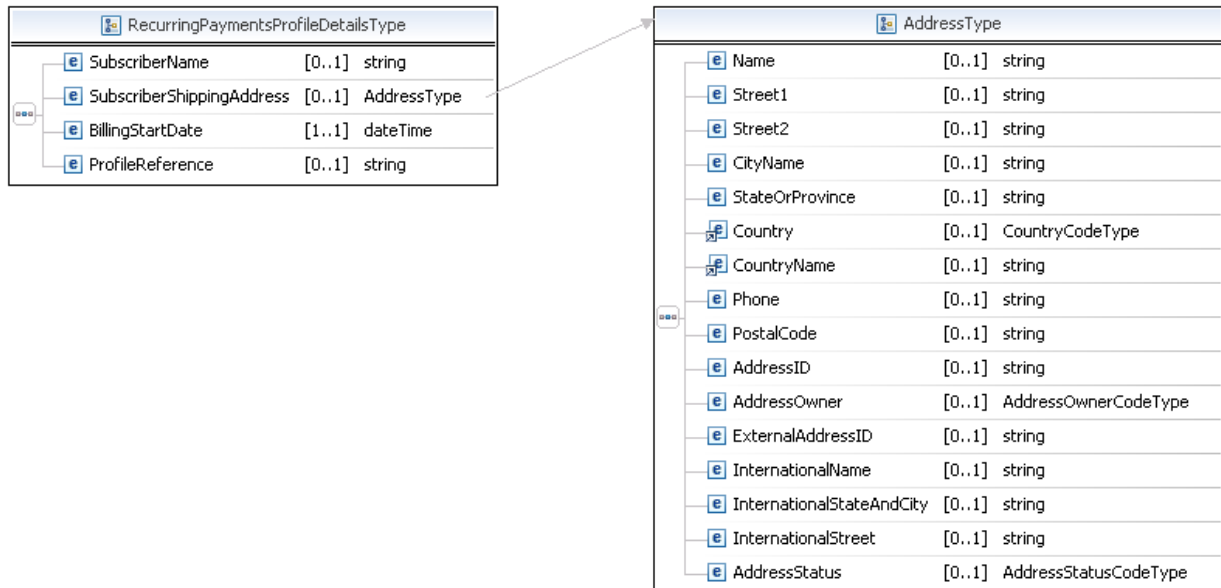 RecurringPaymentsProfileDetailsType
e SubscriberName [0..1] string
e SubscriberShippingAddress [0..1] AddressType
e BillingStartDate [1..1] dateTime
e ProfileReference [0..1] string
AddressType
e Name [0..1] string
e Street1 [0..1] string
e Street2 [0..1] string
e CityName [0..1] string
e StateOrProvince [0..1] string
e Country [0..1] CountryCodeType
e CountryName [0..1] string
e Phone [0..1] string
e PostalCode [0..1] string
e AddressID [0..1] string
e AddressOwner [0..1] AddressOwnerCodeType
e ExternalAddressID [0..1] string
e InternationalName [0..1] string
e InternationalStateAndCity [0..1] string
e InternationalStreet [0..1] string
e AddressStatus [0..1] AddressStatusCodeType